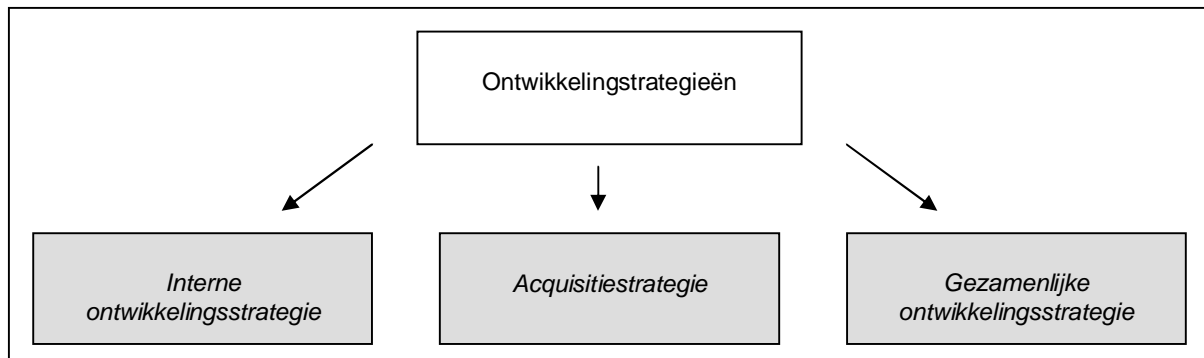 Ontwikkelingstrategieën
Interne
ontwikkelingsstrategie
Acquisitiestrategie
Gezamenlijke
ontwikkelingsstrategie